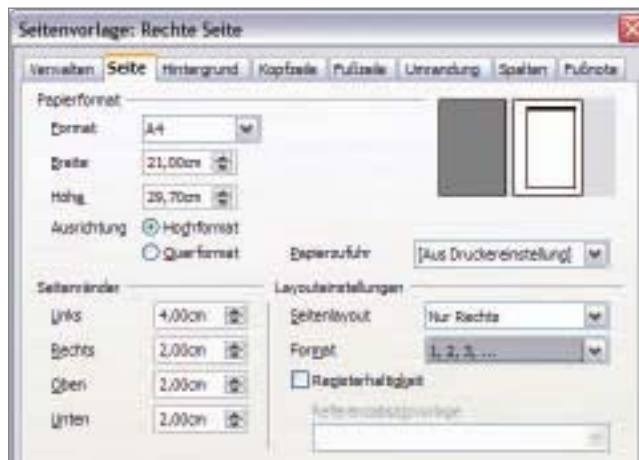 Seitenvorlage: Rechte Seite
Verwalten Seite Hintergrund Kopfzeile Fußzeile Umrandung Spalten Fußnote
Papierformat
Format A4
Breite 21,00cm
Höhe 29,70cm
Ausrichtung Hochformat
Querformat
Papierzufuhr [Aus Druckereinstellung]
Seitenränder
Links 4,00cm
Rechts 2,00cm
Oben 2,00cm
Unten 2,00cm
Layouteinstellungen
Seitenlayout Nur Rechts
Format 1, 2, 3, ...
Registerhaltigkeit
Referenzabsatzvorlage